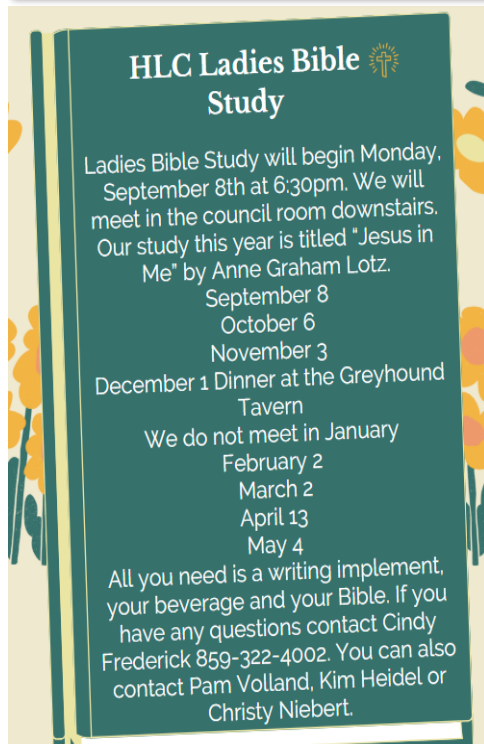 HLC Ladies Bible
Study
Ladies Bible Study will begin Monday,
September 8th at 6:30pm. We will
meet in the council room downstairs.
Our study this year is titled “Jesus in
Me” by Anne Graham Lotz.
September 8
October 6
November 3
December 1 Dinner at the Greyhound
Tavern
We do not meet in January
February 2
March 2
April 13
May 4
All you need is a writing implement,
your beverage and your Bible. If you
have any questions contact Cindy
Frederick 859-322-4002. You can also
contact Pam Volland, Kim Heidel or
Christy Niebert.